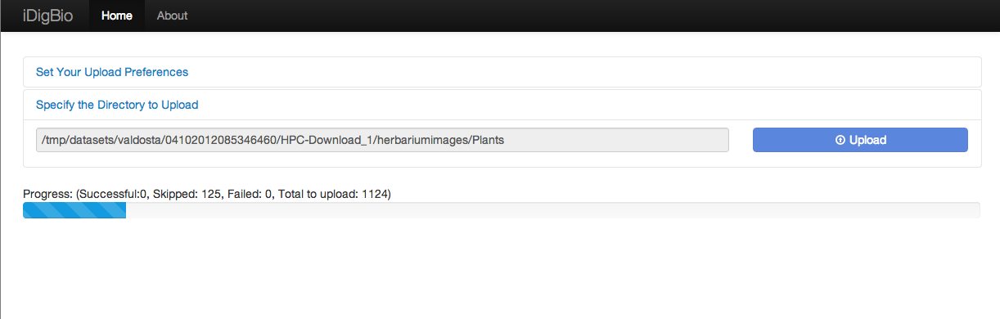 iDigBio Home About
Set Your Upload Preferences
Specify the Directory to Upload
/tmp/datasets/valdosta/04102012085346460/HPC-Download_1/herbariumimages/Plants Upload
Progress: (Successful:0, Skipped: 125, Failed: 0, Total to upload: 1124)